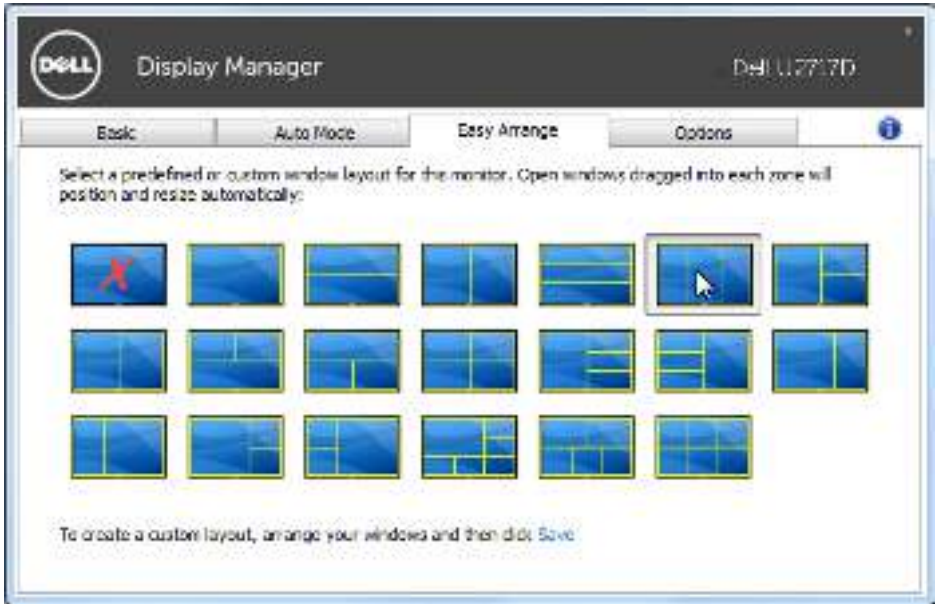 DELL
Display Manager
Dell U2717D
Basic
Auto Mode
Easy Arrange
Options
Select a predefined or custom window layout for the monitor. Open windows dragged into each zone will
position and resize automatically:
To create a custom layout, arrange your windows and then click Save